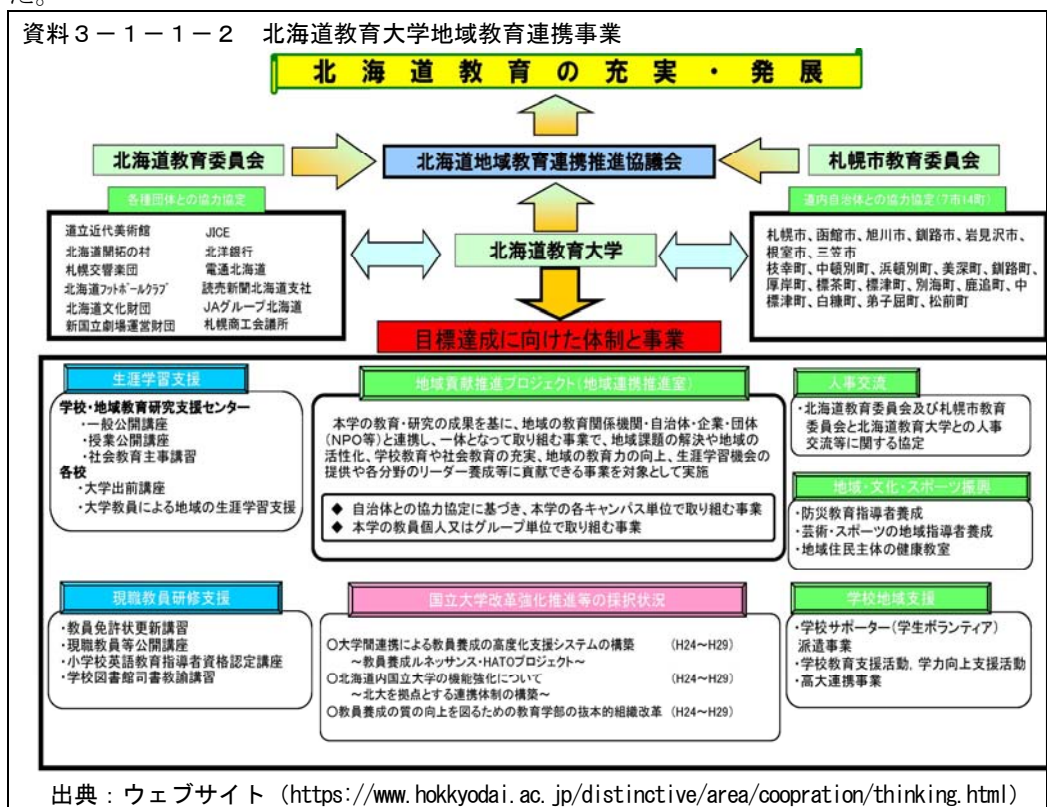 た。
資料３－１－１－２　北海道教育大学地域教育連携事業
北海道教育の充実・発展
北海道教育委員会
北海道地域教育連携推進協議会
札幌市教育委員会
各種団体との協力協定
道立近代美術館
北海道開拓の村
札幌交響楽団
北海道フットボールクラブ
北海道文化財団
新国立劇場運営財団
JICE
北洋銀行
電通北海道
読売新聞北海道支社
JAグループ北海道
札幌商工会議所
北海道教育大学
道内自治体との協力協定(7市14町)
札幌市、函館市、旭川市、釧路市、岩見沢市、
根室市、三笠市
枝幸町、中頓別町、浜頓別町、美深町、釧路町、
厚岸町、標茶町、標津町、別海町、鹿追町、中
標津町、白糠町、弟子屈町、松前町
目標達成に向けた体制と事業
生涯学習支援
学校・地域教育研究支援センター
・一般公開講座
・授業公開講座
・社会教育主事講習
各校
・大学出前講座
・大学教員による地域の生涯学習支援
地域貢献推進プロジェクト(地域連携推進室)
本学の教育・研究の成果を基に、地域の教育関係機関・自治体・企業・団体
(NPO等)と連携し、一体となって取り組む事業で、地域課題の解決や地域の
活性化、学校教育や社会教育の充実、地域の教育力の向上、生涯学習機会の
提供や各分野のリーダー養成等に貢献できる事業を対象として実施
◆ 自治体との協力協定に基づき、本学の各キャンパス単位で取り組む事業
◆ 本学の教員個人又はグループ単位で取り組む事業
人事交流
・北海道教育委員会及び札幌市教育
委員会と北海道教育大学との人事
交流等に関する協定
地域・文化・スポーツ振興
・防災教育指導者養成
・芸術・スポーツの地域指導者養成
・地域住民主体の健康教室
現職教員研修支援
・教員免許状更新講習
・現職教員等公開講座
・小学校英語教育指導者資格認定講座
・学校図書館司書教諭講習
国立大学改革強化推進等の採択状況
○大学間連携による教員養成の高度化支援システムの構築　(H24～H29)
～教員養成ルネッサンス・HATOプロジェクト～
○北海道内国立大学の機能強化について　(H24～H29)
～北大を拠点とする連携体制の構築～
○教員養成の質の向上を図るための教育学部の抜本的組織改革　(H24～H29)
学校地域支援
・学校サポーター(学生ボランティア)
派遣事業
・学校教育支援活動，学力向上支援活動
・高大連携事業
出典：ウェブサイト（https://www.hokkyodai.ac.jp/distinctive/area/coopration/thinking.html）